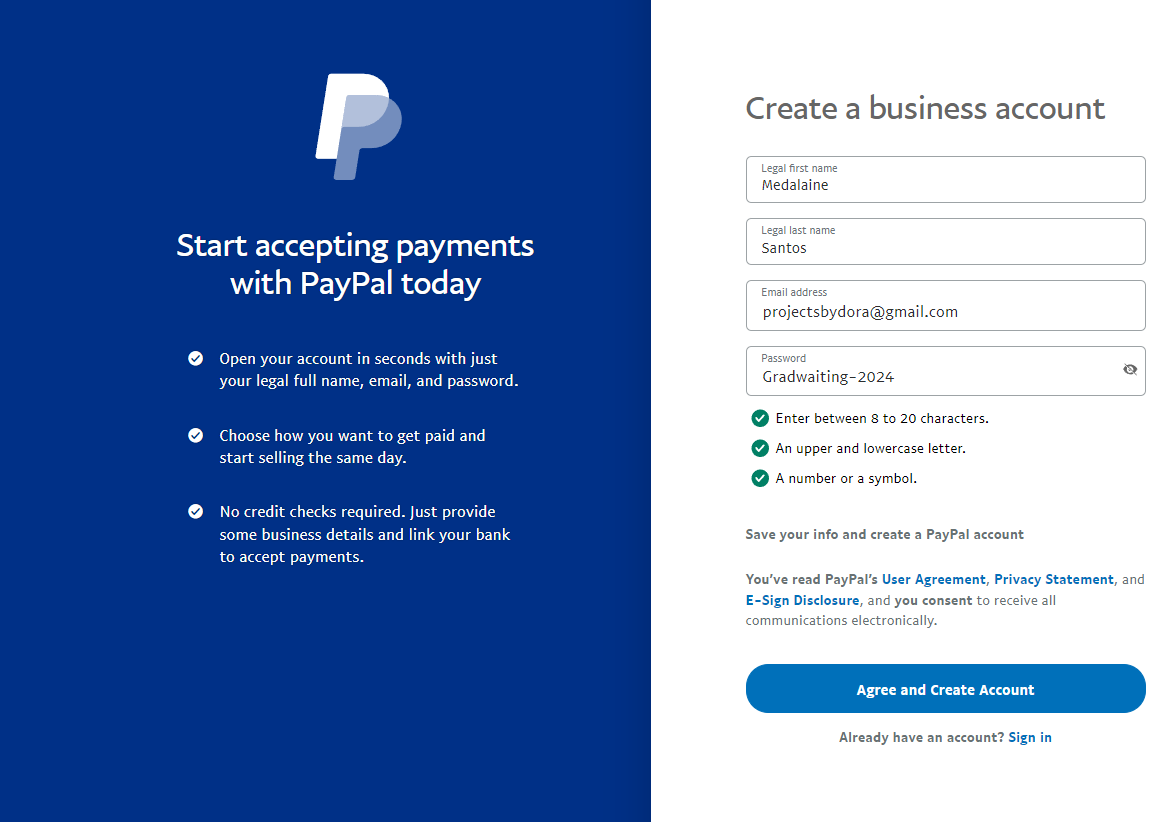 Start accepting payments
with PayPal today
Open your account in seconds with just
your legal full name, email, and password.
Choose how you want to get paid and
start selling the same day.
No credit checks required. Just provide
some business details and link your bank
to accept payments.
Create a business account
Legal first name
Medalaine
Legal last name
Santos
Email address
projectsbydora@gmail.com
Password
Gradwaiting-2024
Enter between 8 to 20 characters.
An upper and lowercase letter.
A number or a symbol.
Save your info and create a PayPal account
You've read PayPal's User Agreement, Privacy Statement, and
E-Sign Disclosure, and you consent to receive all
communications electronically.
Agree and Create Account
Already have an account? Sign in